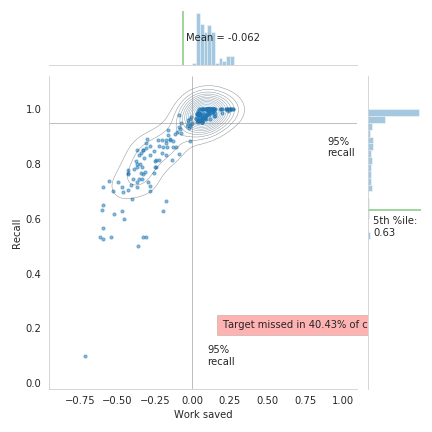 Mean = -0.062
1.0
0.8
0.6
0.4
0.2
0.0
Recall
95%
recall
5th %ile:
0.63
Target missed in 40.43% of c
95%
recall
−0.75 −0.50 −0.25 0.00 0.25 0.50 0.75 1.00
Work saved